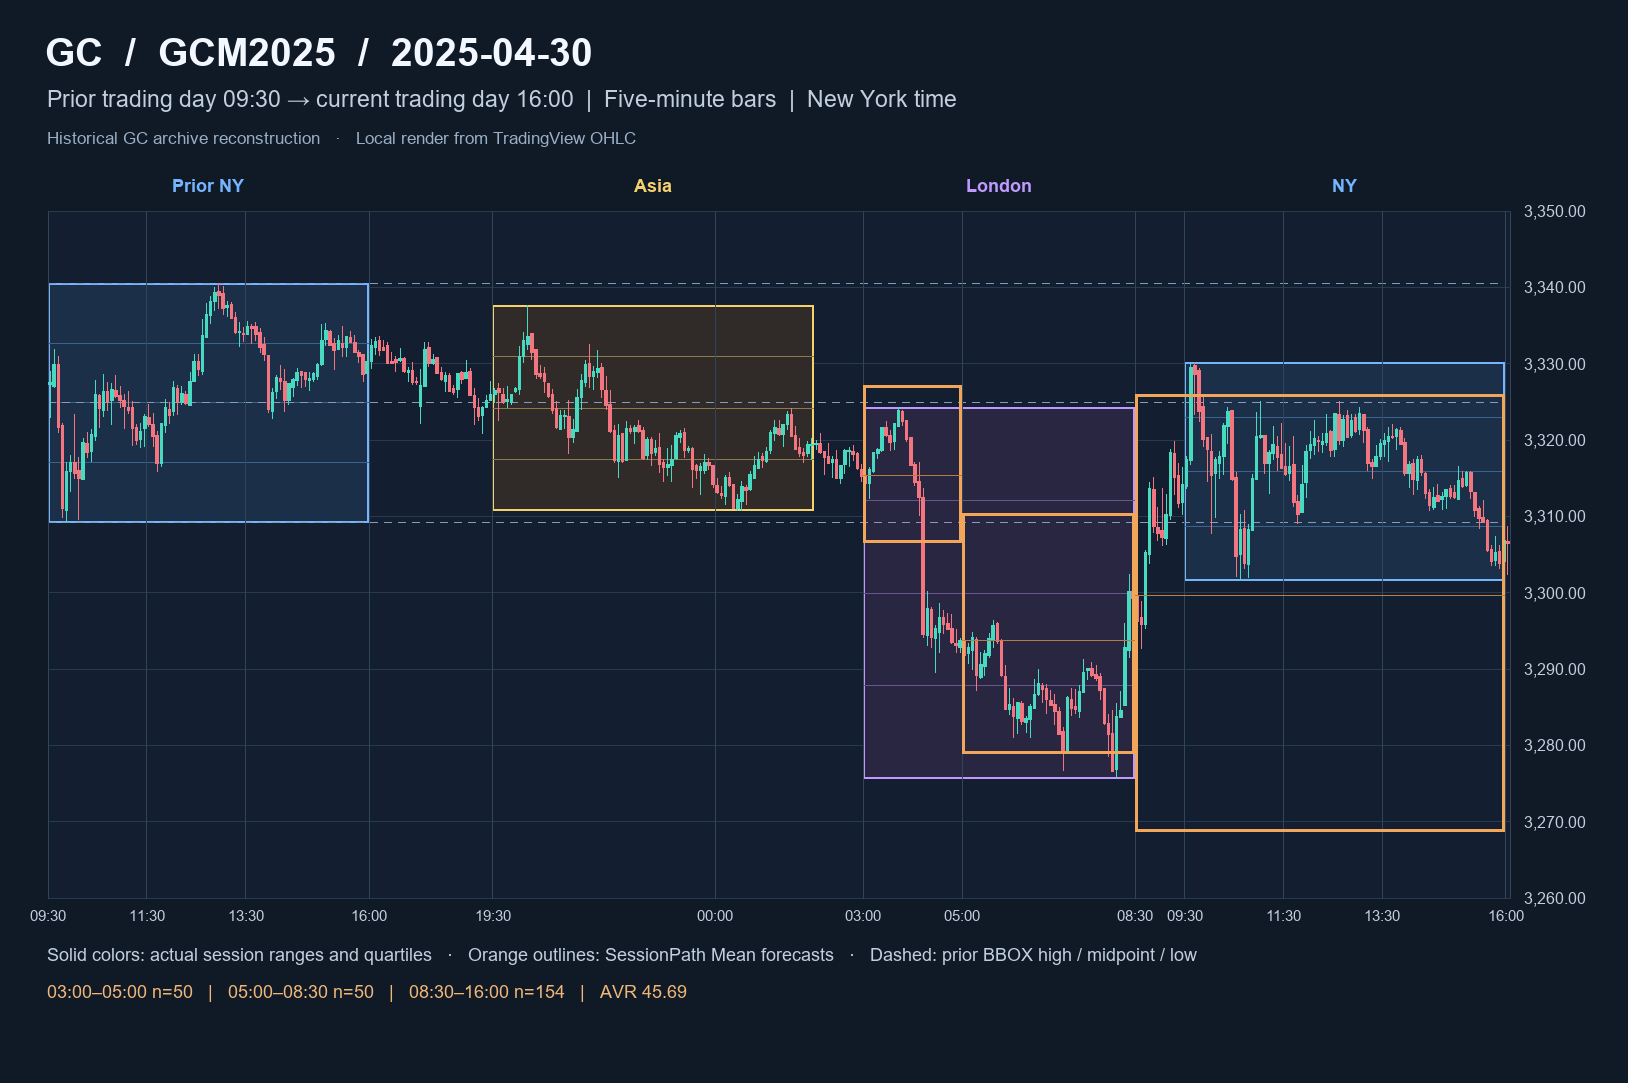 GC / GCM2025 / 2025-04-30
Prior trading day 09:30 → current trading day 16:00 | Five-minute bars | New York time
Historical GC archive reconstruction · Local render from TradingView OHLC
Prior NY Asia London NY
3,350.00
3,340.00
3,330.00
3,320.00
3,310.00
3,300.00
3,290.00
3,280.00
3,270.00
3,260.00
09:30 11:30 13:30 16:00 19:30 00:00 03:00 05:00 08:30 09:30 11:30 13:30 16:00
Solid colors: actual session ranges and quartiles · Orange outlines: SessionPath Mean forecasts · Dashed: prior BBOX high / midpoint / low
03:00–05:00 n=50 | 05:00–08:30 n=50 | 08:30–16:00 n=154 | AVR 45.69